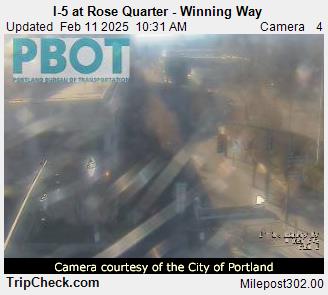 I-5 at Rose Quarter - Winning Way
Updated Feb 11 2025 10:31 AM Camera 4
PBOT
PORTLAND BUREAU OF TRANSPORTATION
Camera courtesy of the City of Portland
TripCheck.com Milepost302.00